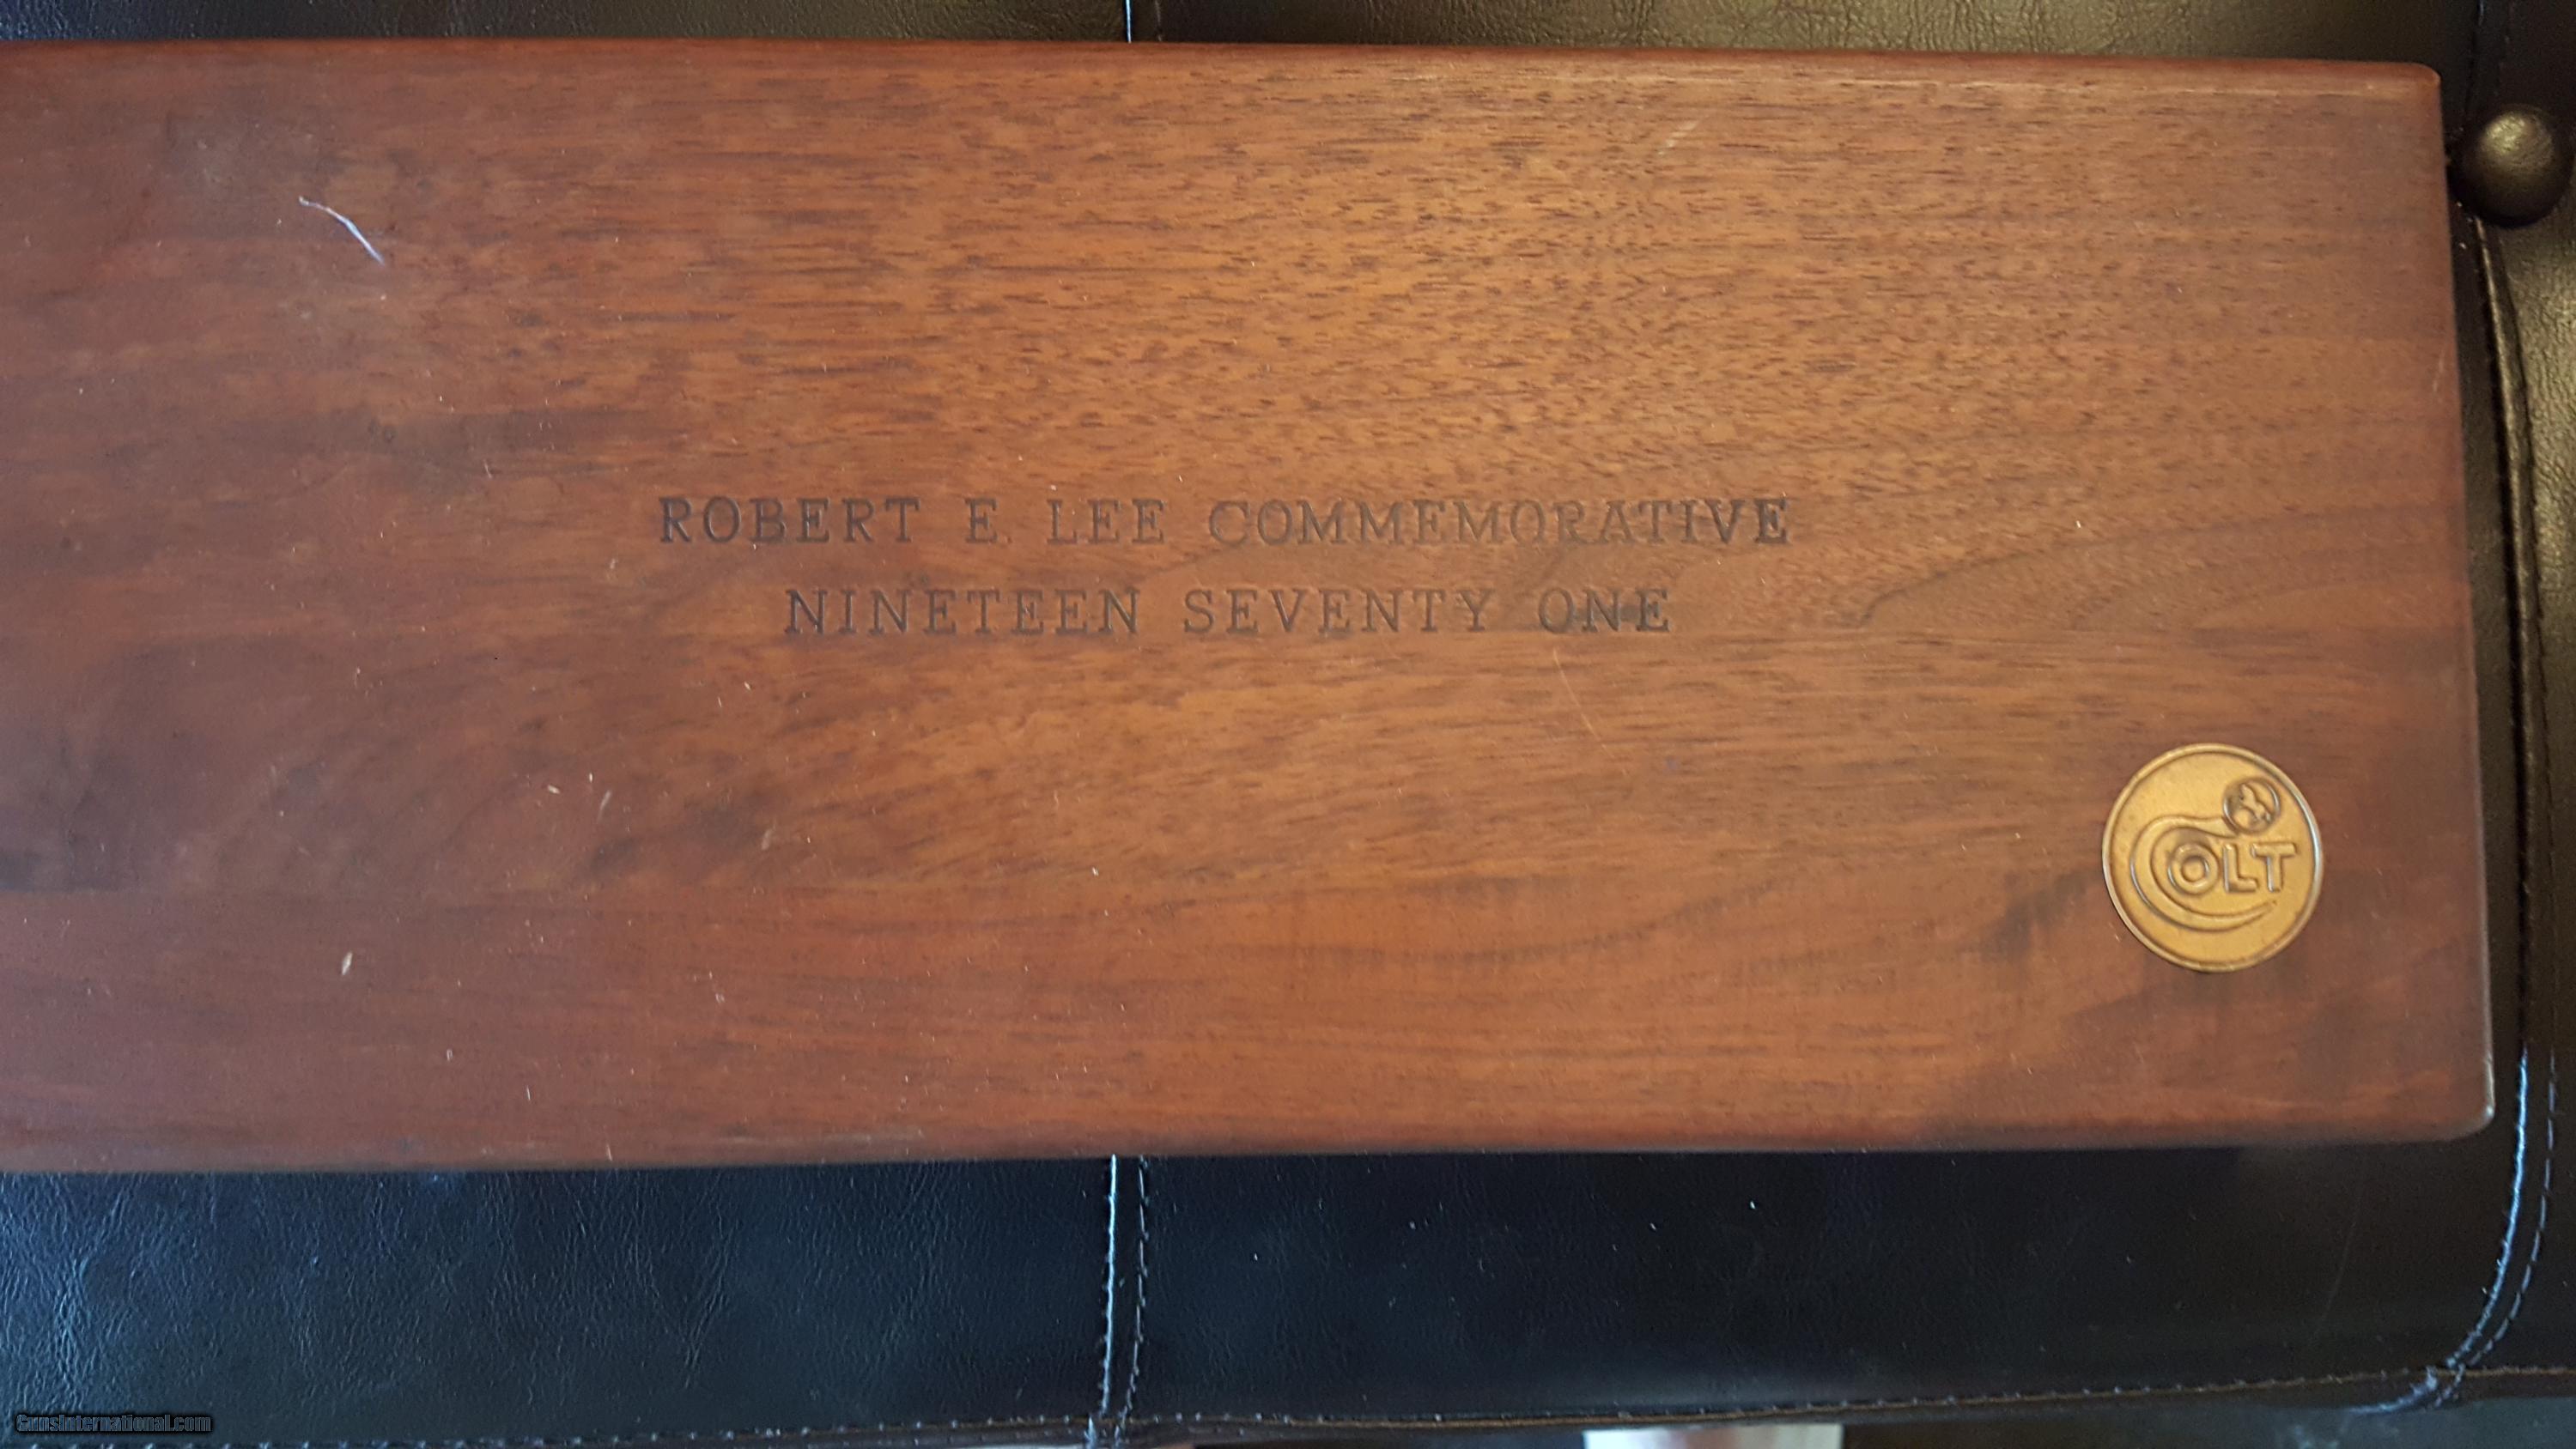 ROBERT E. LEE COMMEMORATIVE
NINETEEN SEVENTY ONE
COLT
GunsInternational.com